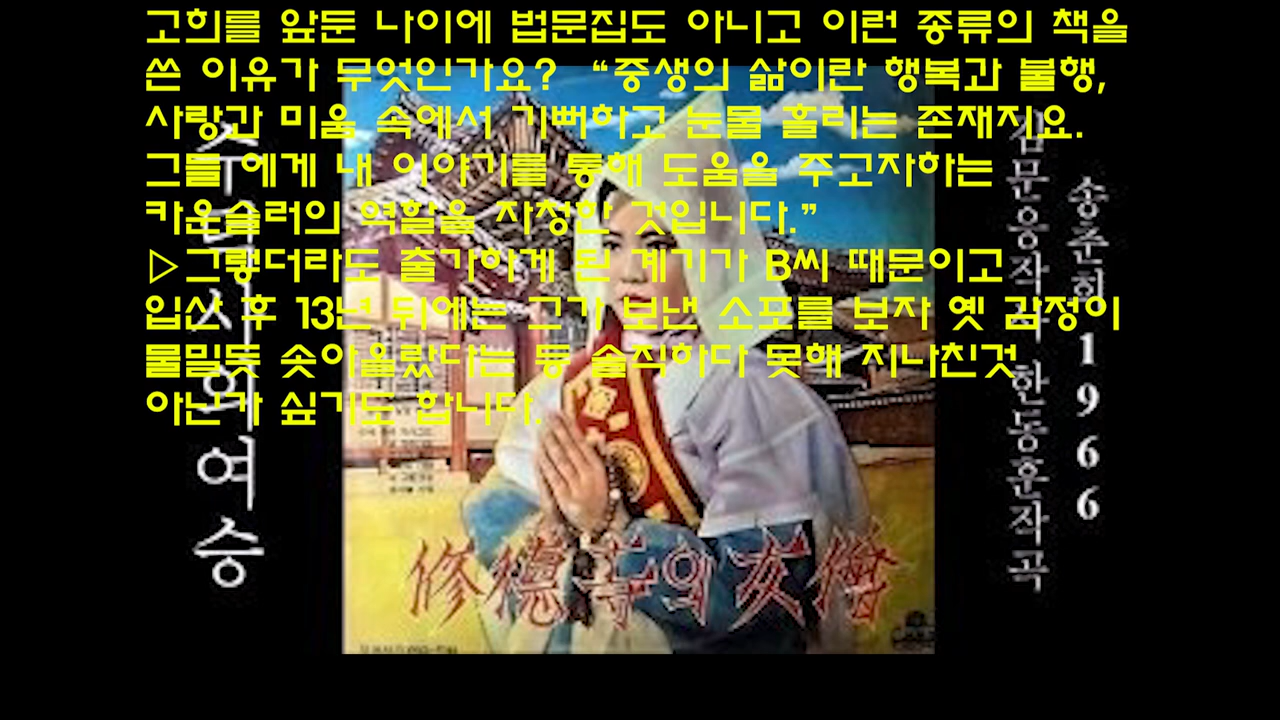 고희를 앞둔 나이에 법문집도 아니고 이런 종류의 책을
쓴 이유가 무엇인가요? “중생의 삶이란 행복과 불행,
사랑과 미움 속에서 기뻐하고 눈물 흘리는 존재지요.
그들 에게 내 이야기를 통해 도움을 주고자하는
카운슬러의 역할을 자청한 것입니다.”
▷그렇더라도 출가하게 된 계기가 B씨 때문이고
입산 후 13년 뒤에는 그가 보낸 소포를 보자 옛 감정이
물밀듯 솟아올랐다는 등 솔직하다 못해 지나친것
아닌가 싶기도 합니다.
수덕사의여승
김문응작사 한동훈작곡
송춘희1966
修德寺의女僧